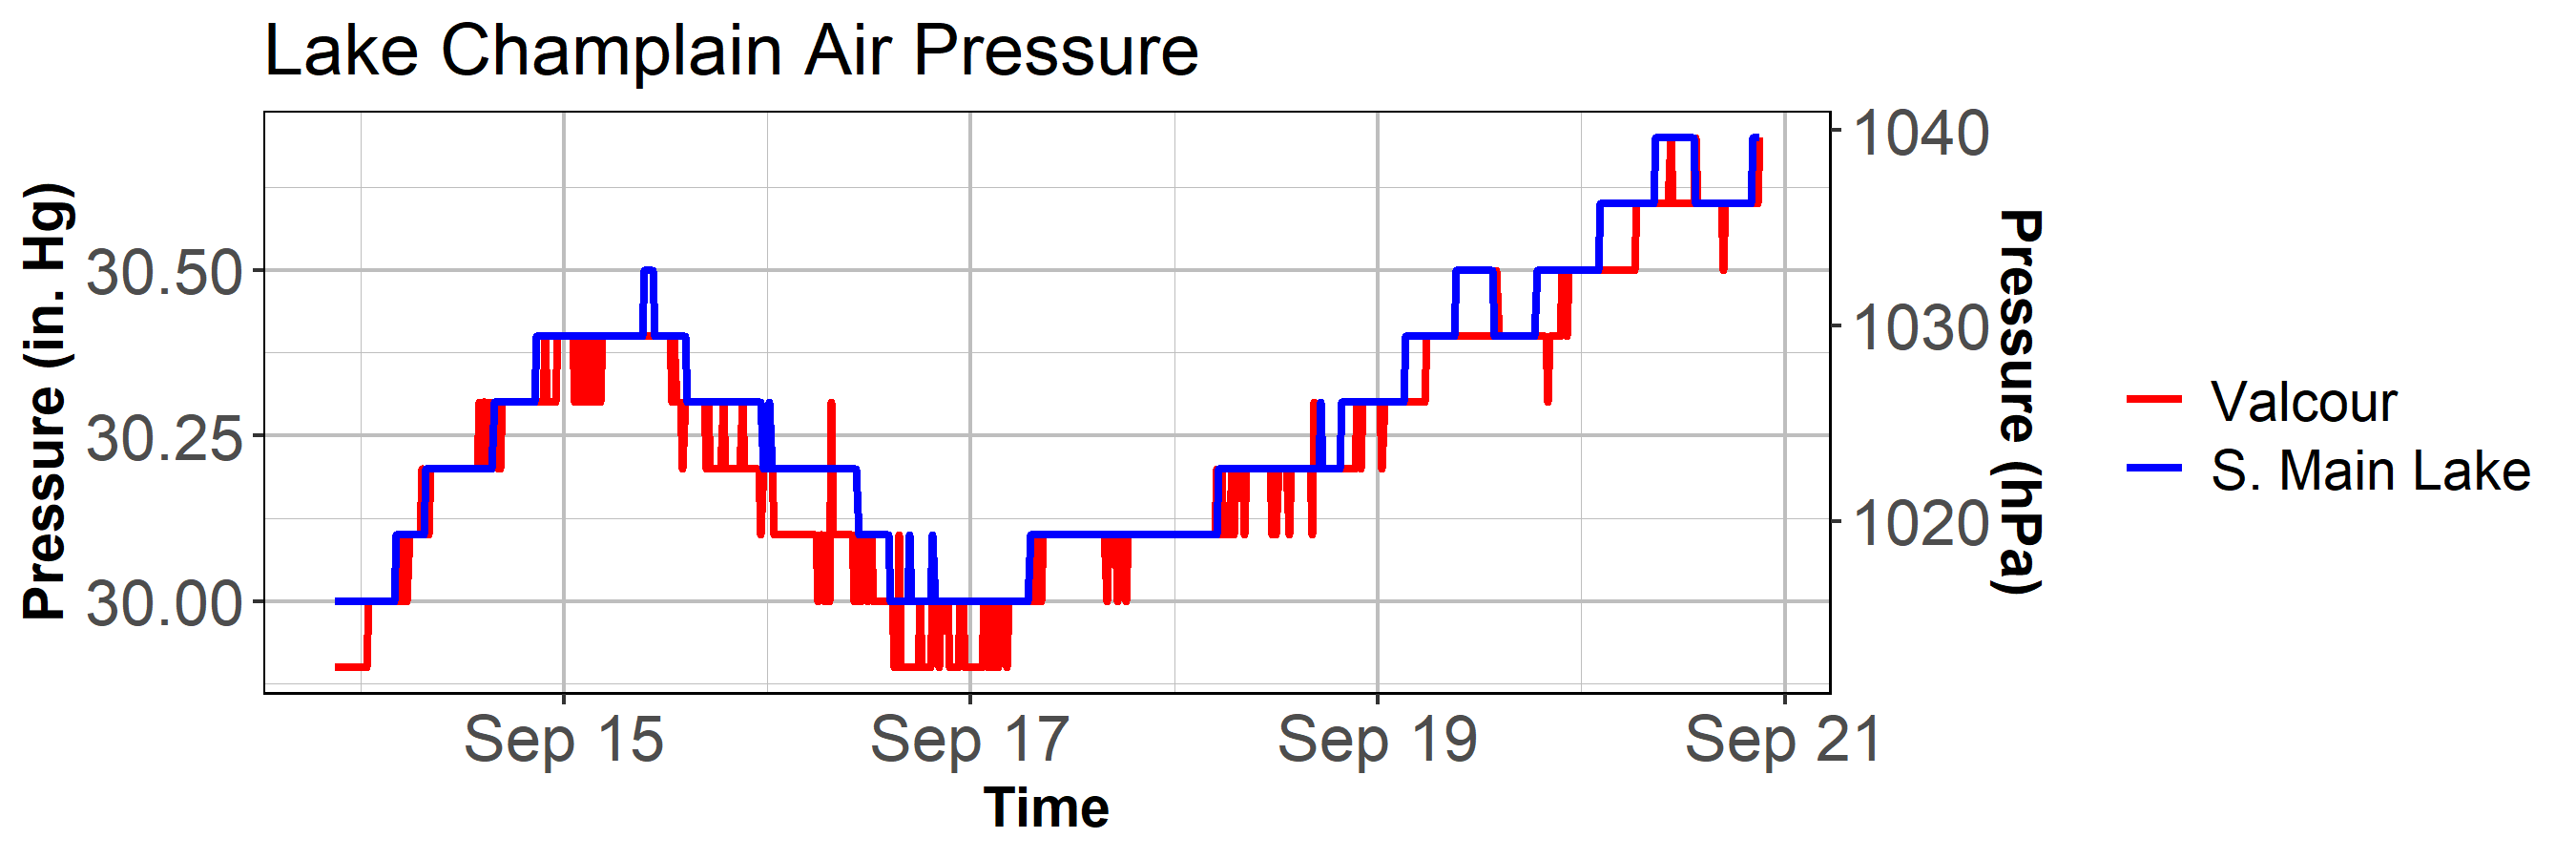 Lake Champlain Air Pressure
Pressure (in. Hg)
30.50
30.25
30.00
1040
1030
1020
Pressure (hPa)
Sep 15
Sep 17
Sep 19
Sep 21
Time
Valcour
S. Main Lake